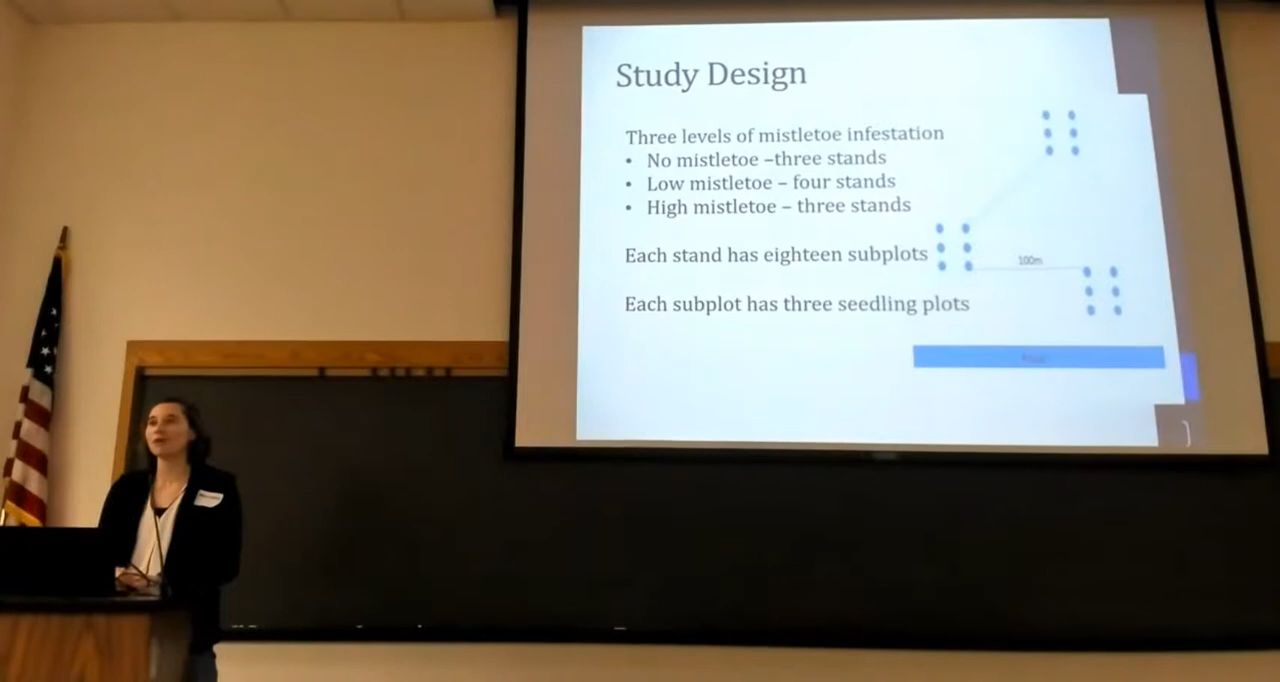 Study Design
Three levels of mistletoe infestation
• No mistletoe –three stands
• Low mistletoe – four stands
• High mistletoe – three stands
Each stand has eighteen subplots
100m
Each subplot has three seedling plots